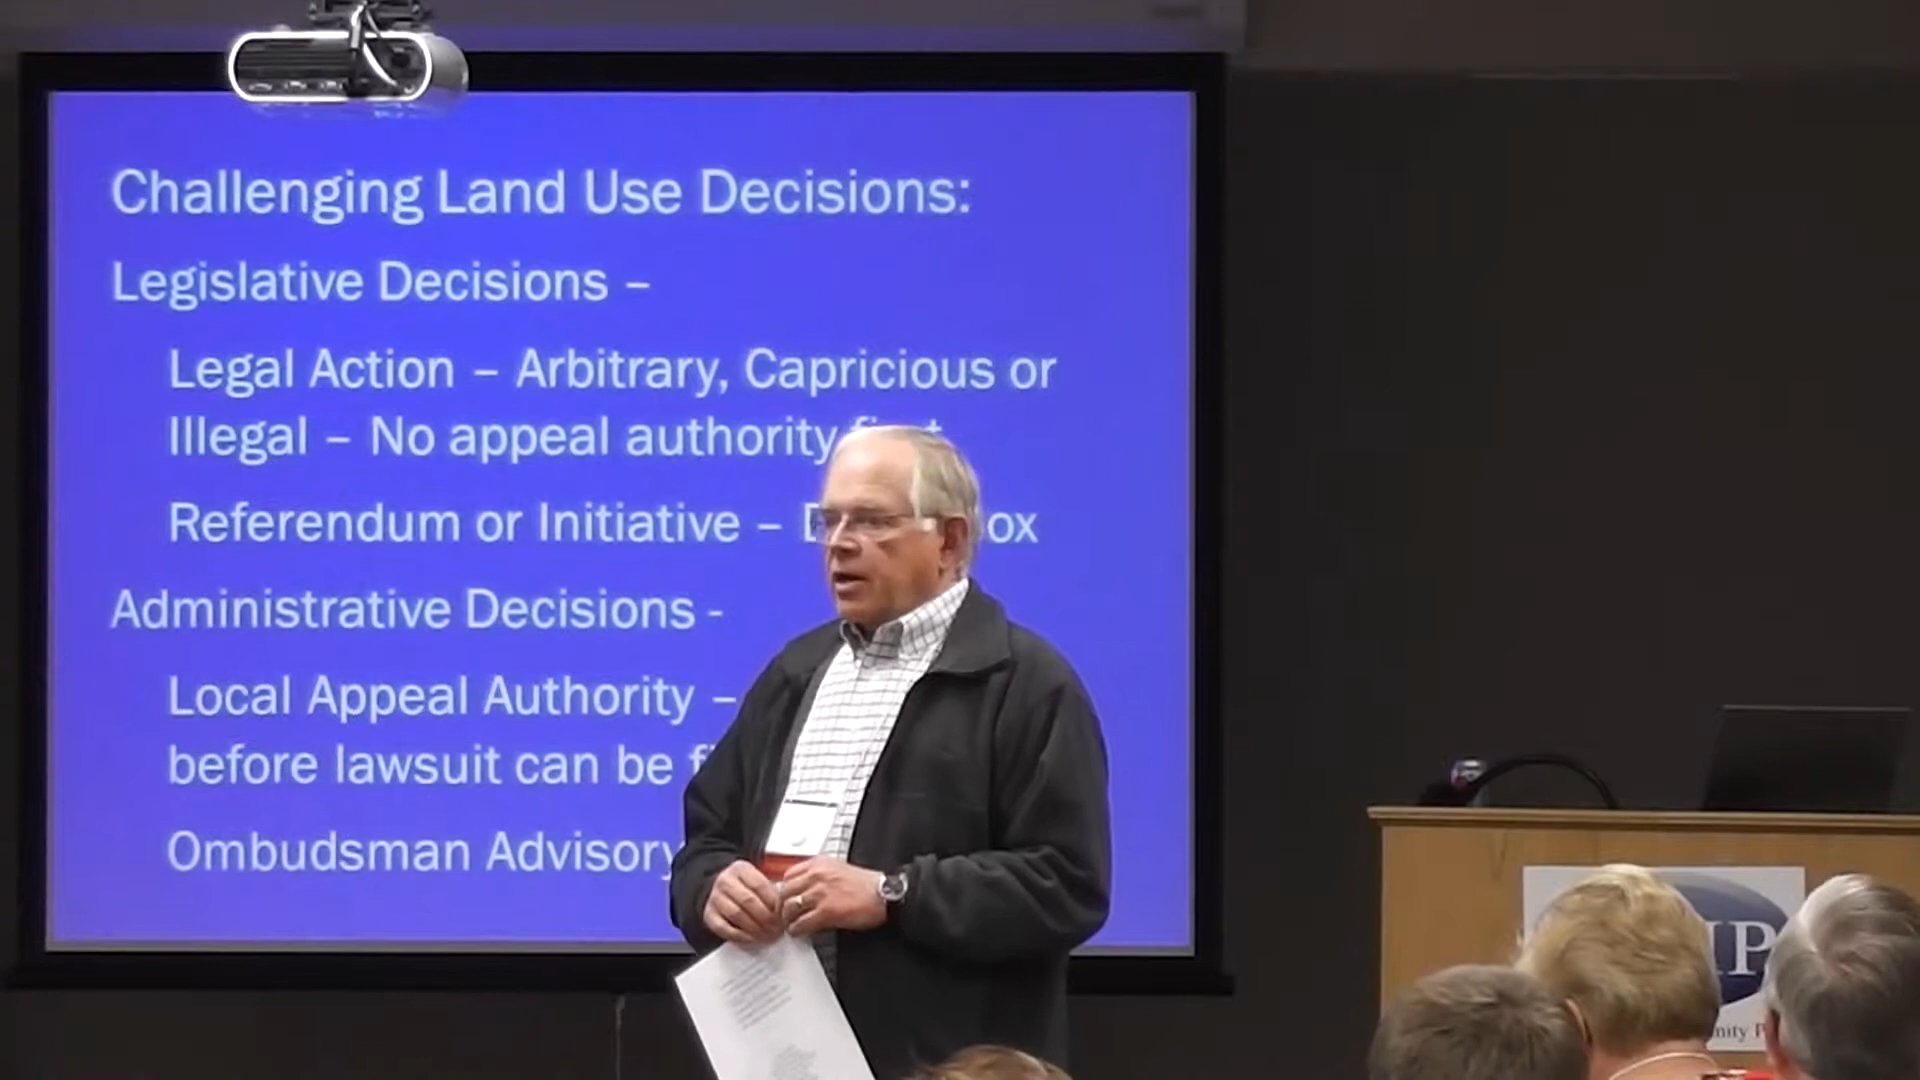 Challenging Land Use Decisions:
Legislative Decisions –
Legal Action – Arbitrary, Capricious or
Illegal – No appeal authority first
Referendum or Initiative –
Administrative Decisions -
Local Appeal Authority –
before lawsuit can be
Ombudsman Advisory